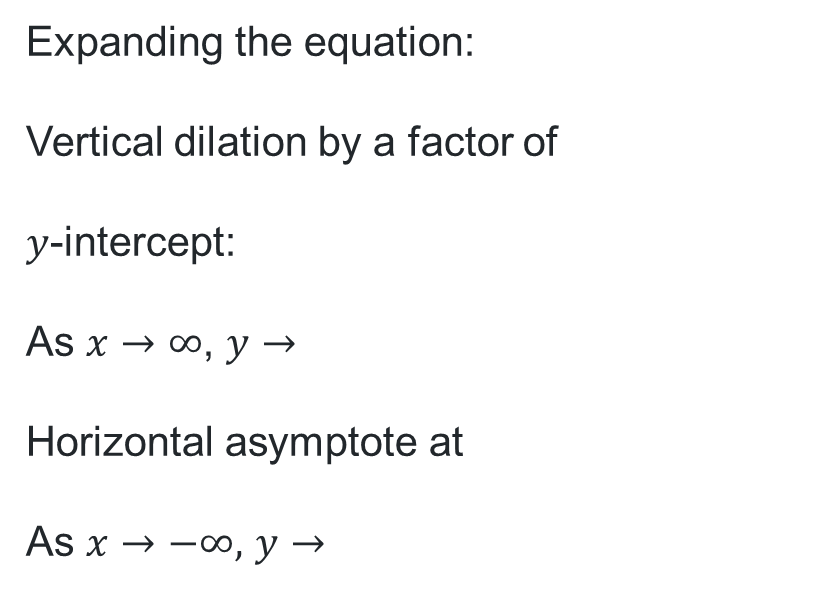 Expanding the equation:
Vertical dilation by a factor of
y-intercept:
As x → ∞, y →
Horizontal asymptote at
As x → −∞, y →